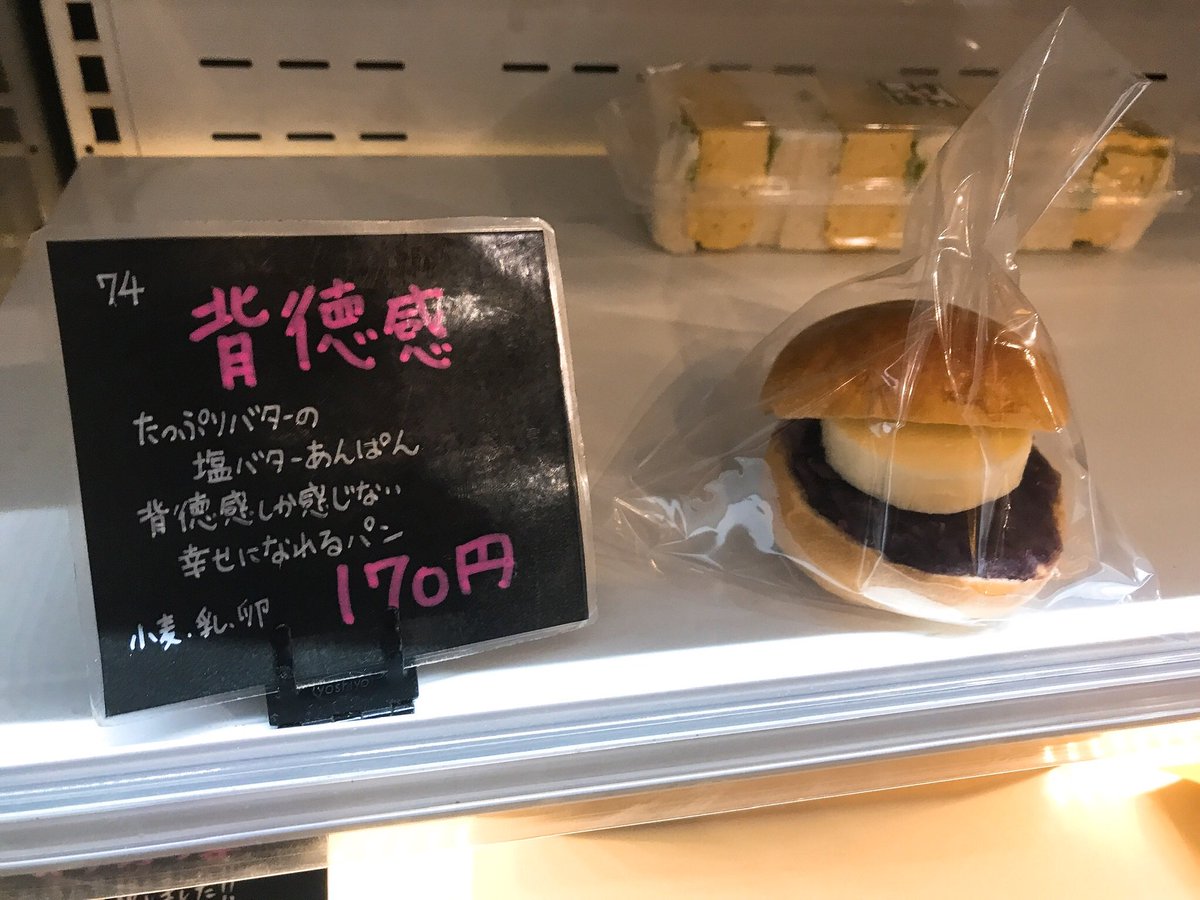 74
背徳感
たっぷりバターの
塩バターあんぱん
背徳感しか感じない
幸せになれるパン
170円
小麦、乳、卵
yoshiyo